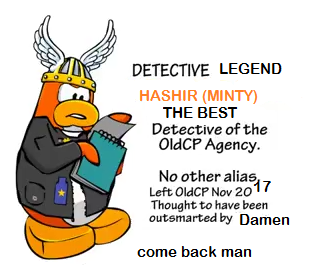 DETECTIVE LEGEND
HASHIR (MINTY)
THE BEST
Detective of the
OldCP Agency.
No other alias
Left OldCP Nov 2017
Thought to have been
outsmarted by Damen
come back man